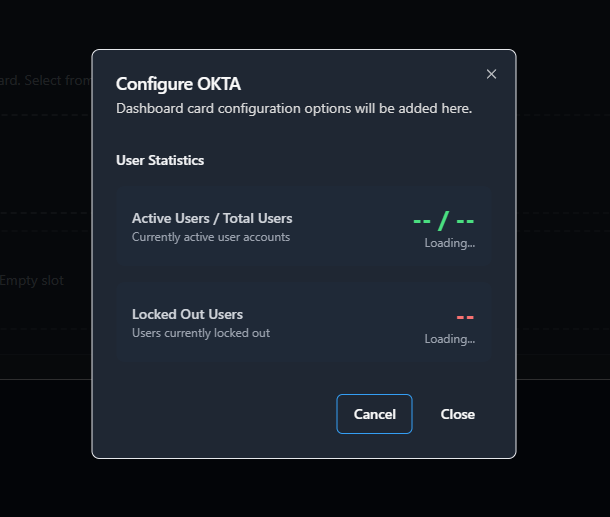 Configure OKTA
ard. Select from
Dashboard card configuration options will be added here.
User Statistics
Active Users / Total Users
-- / --
Currently active user accounts
Loading...
Empty slot
Locked Out Users
--
Users currently locked out
Loading...
Cancel
Close